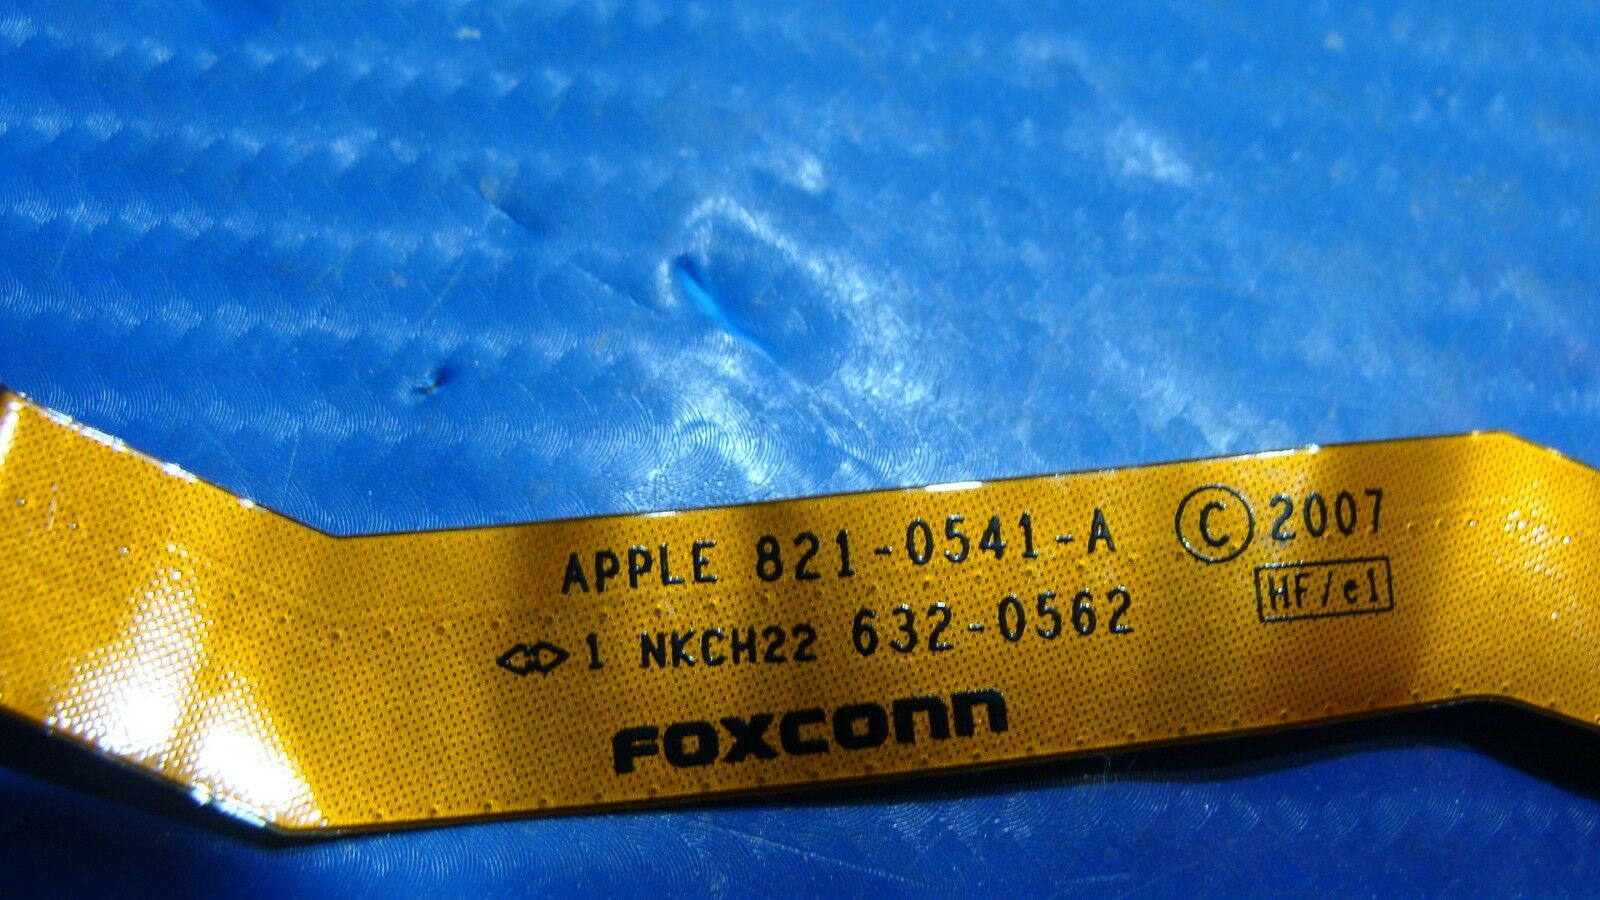 APPLE 821-0541-A © 2007
1 NKCH22 632-0562 HF/e1
FOXCONN